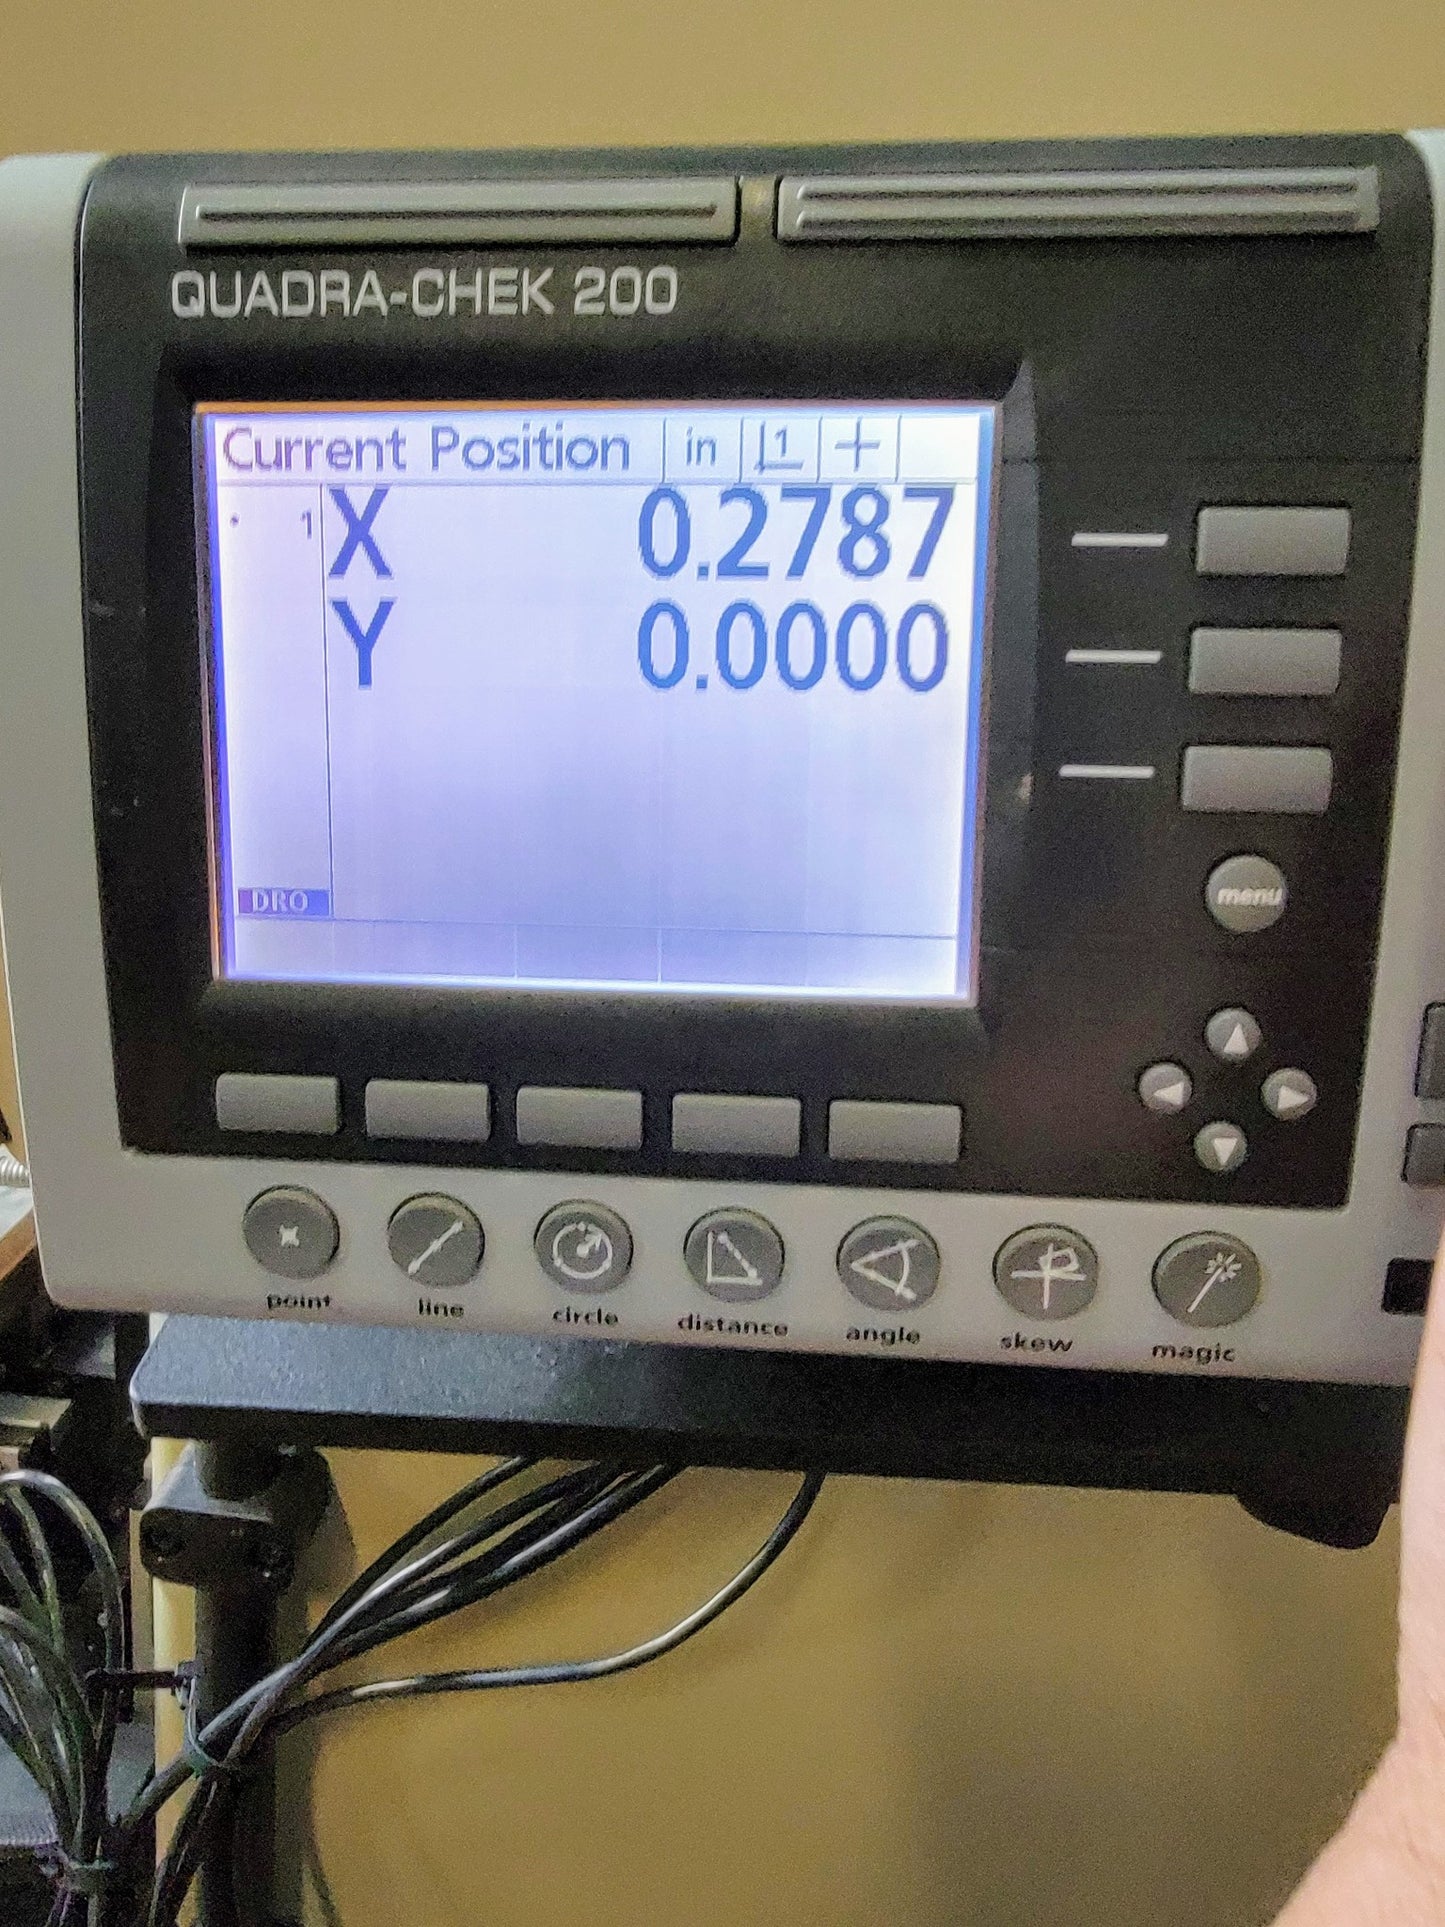 QUADRA-CHEK 200
Current Position in 1
1 X 0.2787
Y 0.0000
DRO
menu
point line circle distance angle skew magic